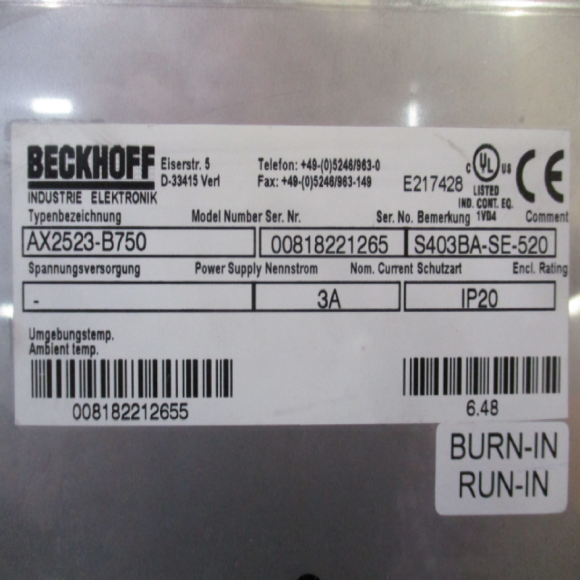 BECKHOFF
INDUSTRIE ELEKTRONIK
Eiserstr. 5
D-33415 Verl
Telefon: +49-(0)5246/963-0
Fax: +49-(0)5246/963-149
E217428
C UL US
LISTED
IND. CONT. EQ.
1VD4
CE
Typenbezeichnung Model Number Ser. Nr. Ser. No. Bemerkung Comment
AX2523-B750 00818221265 S403BA-SE-520
Spannungsversorgung Power Supply Nennstrom Nom. Current Schutzart Encl. Rating
- 3A IP20
Umgebungstemp.
Ambient temp.
008182212655
6.48
BURN-IN
RUN-IN